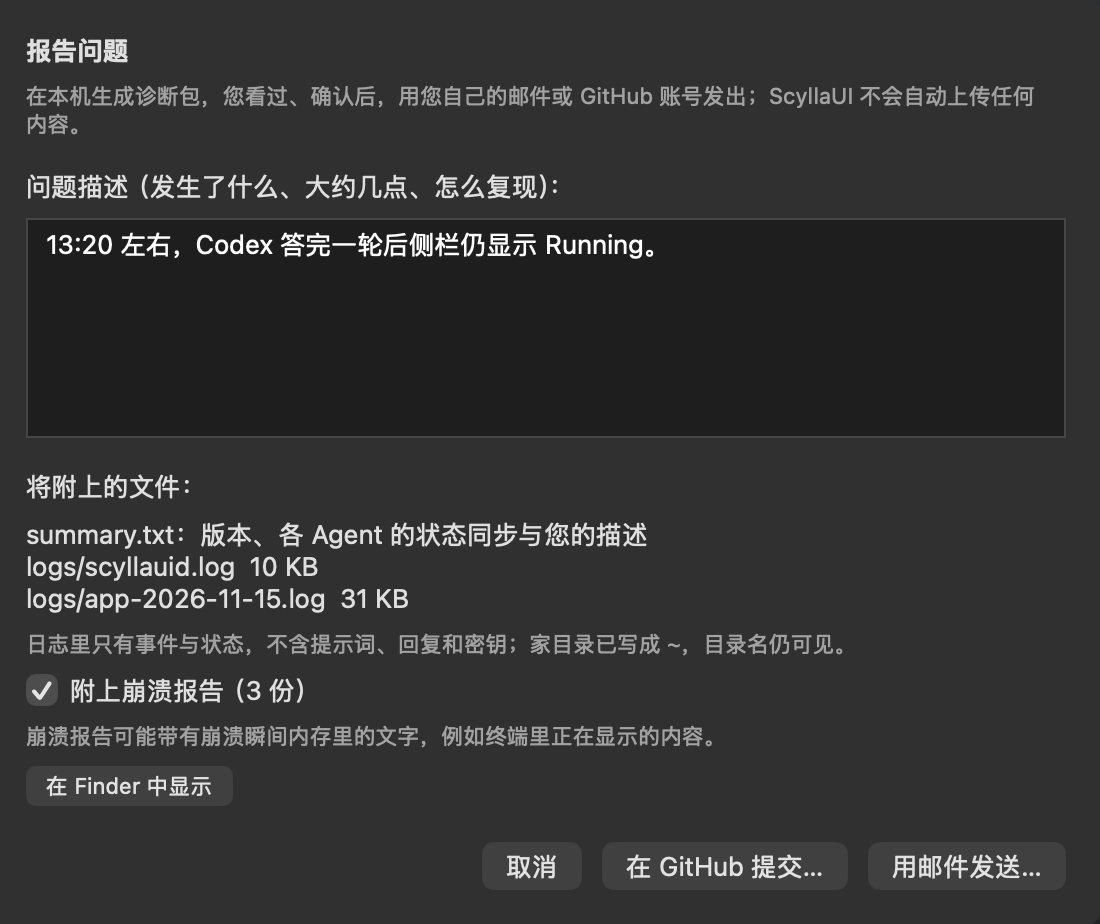 报告问题
在本机生成诊断包，您看过、确认后，用您自己的邮件或 GitHub 账号发出；ScyllaUI 不会自动上传任何
内容。
问题描述（发生了什么、大约几点、怎么复现）：
13:20 左右，Codex 答完一轮后侧栏仍显示 Running。
将附上的文件：
summary.txt：版本、各 Agent 的状态同步与您的描述
logs/scyllauid.log  10 KB
logs/app-2026-11-15.log  31 KB
日志里只有事件与状态，不含提示词、回复和密钥；家目录已写成 ~，目录名仍可见。
附上崩溃报告（3 份）
崩溃报告可能带有崩溃瞬间内存里的文字，例如终端里正在显示的内容。
在 Finder 中显示
取消
在 GitHub 提交...
用邮件发送...